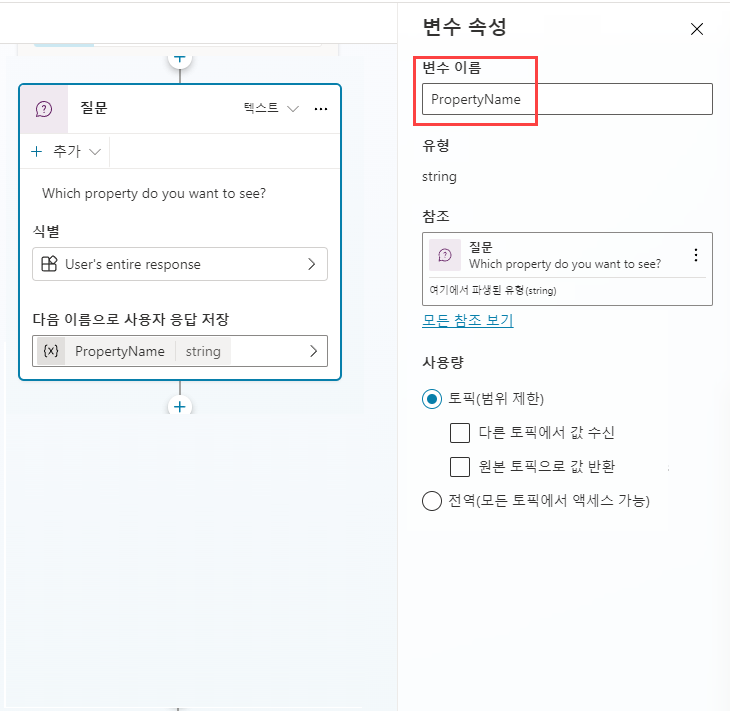 질문
텍스트
추가
Which property do you want to see?
식별
User's entire response
다음 이름으로 사용자 응답 저장
{x} PropertyName string
변수 속성
변수 이름
PropertyName
유형
string
참조
질문
Which property do you want to see?
여기에서 파생된 유형(string)
모든 참조 보기
사용량
토픽(범위 제한)
다른 토픽에서 값 수신
원본 토픽으로 값 반환
전역(모든 토픽에서 액세스 가능)